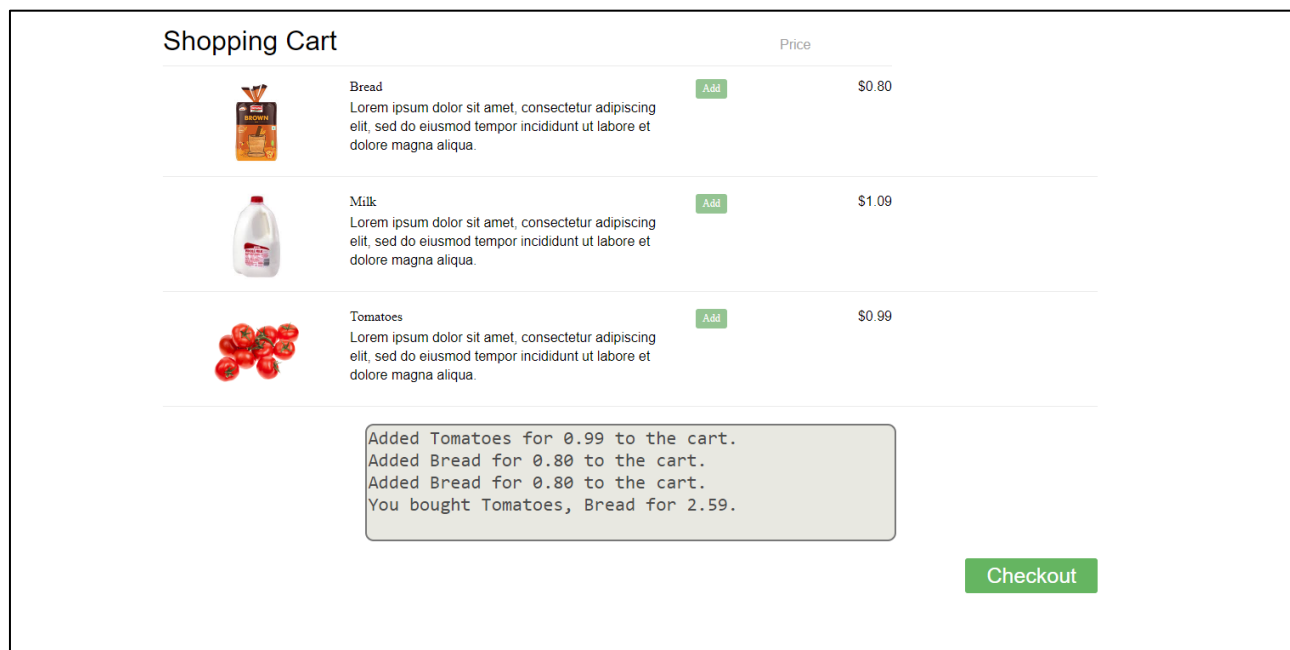 Shopping Cart
Price
BROWN
Bread
Add
$0.80
Lorem ipsum dolor sit amet, consectetur adipiscing
elit, sed do eiusmod tempor incididunt ut labore et
dolore magna aliqua.
Milk
Add
$1.09
Lorem ipsum dolor sit amet, consectetur adipiscing
elit, sed do eiusmod tempor incididunt ut labore et
dolore magna aliqua.
Tomatoes
Add
$0.99
Lorem ipsum dolor sit amet, consectetur adipiscing
elit, sed do eiusmod tempor incididunt ut labore et
dolore magna aliqua.
Added Tomatoes for 0.99 to the cart.
Added Bread for 0.80 to the cart.
Added Bread for 0.80 to the cart.
You bought Tomatoes, Bread for 2.59.
Checkout